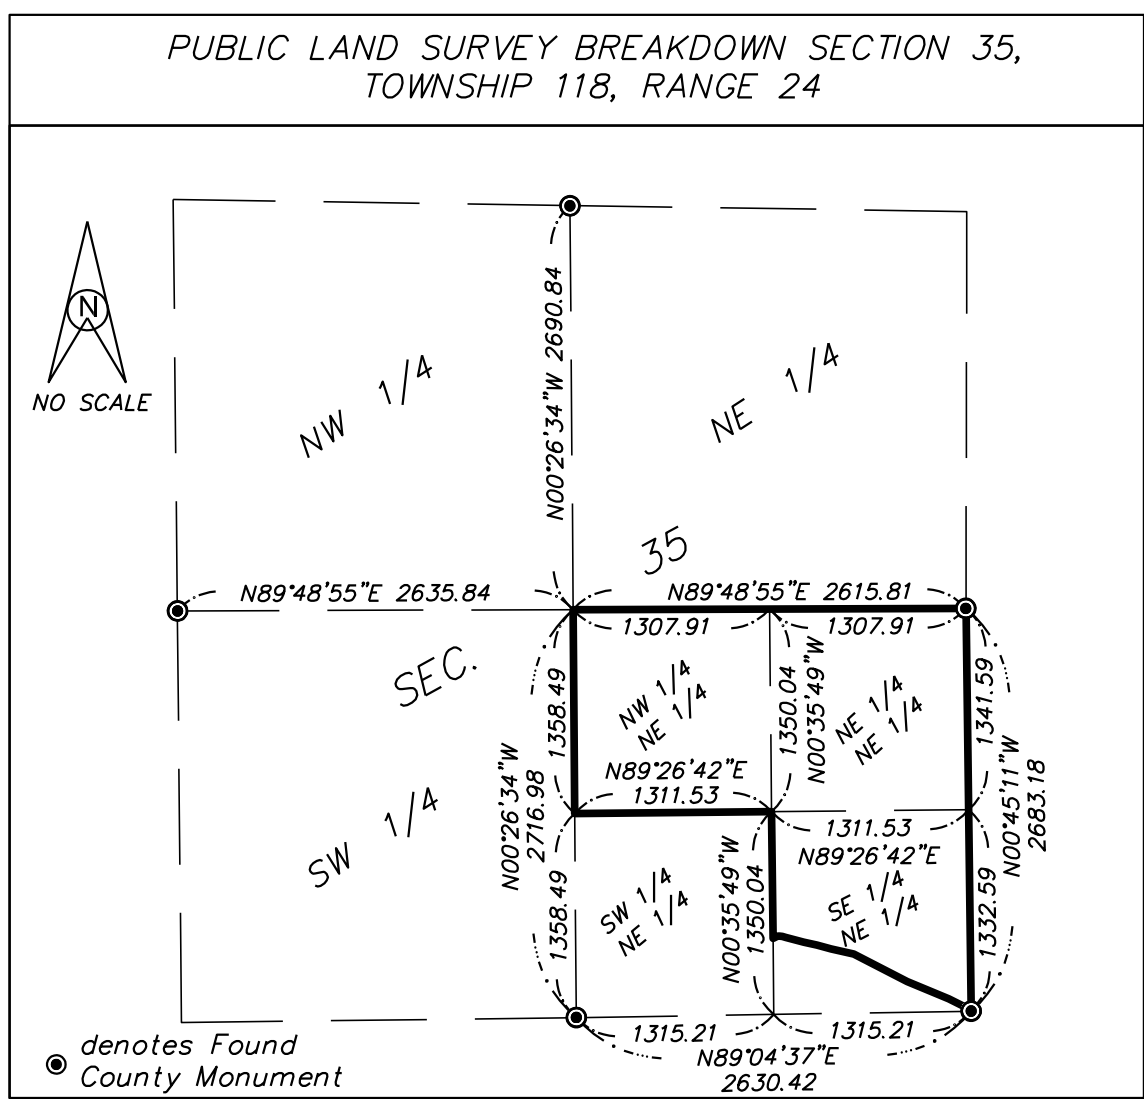 PUBLIC LAND SURVEY BREAKDOWN SECTION 35,
TOWNSHIP 118, RANGE 24
N
NO SCALE
NW 1/4
N00°26'34"W 2690.84
NE 1/4
35
N89°48'55"E 2635.84
N89°48'55"E 2615.81
1307.91
1307.91
SEC.
1358.49
NW 1/4
NE 1/4
1350.04
N00°35'49"W
NE 1/4
NE 1/4
1341.59
N89°26'42"E
1311.53
N00°26'34"W
2716.98
N00°45'11"W
2683.18
SW 1/4
1311.53
N89°26'42"E
1358.49
SW 1/4
NE 1/4
N00°35'49"W
1350.04
SE 1/4
NE 1/4
1332.59
1315.21
1315.21
N89°04'37"E
2630.42
denotes Found
County Monument